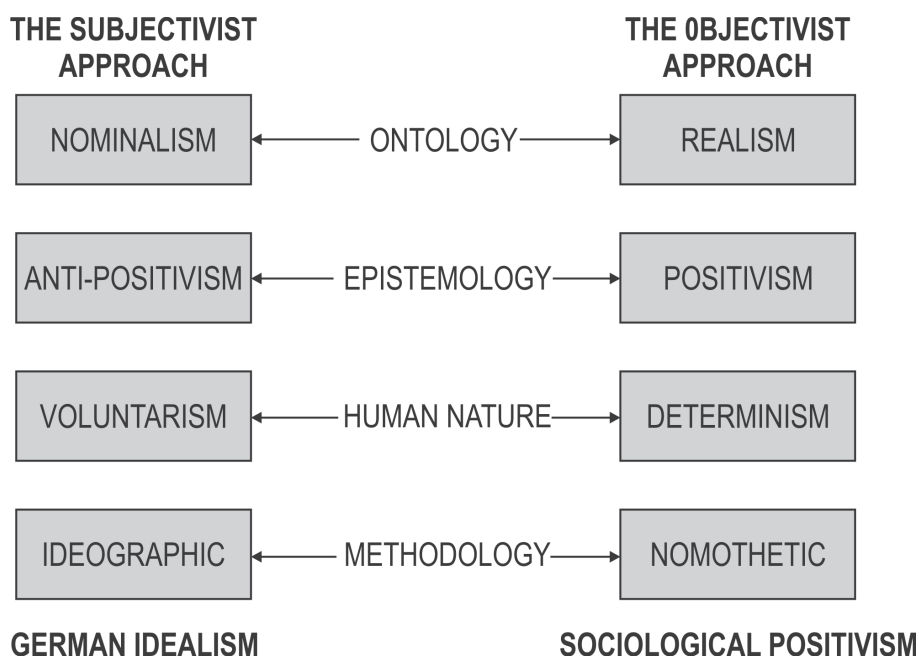 THE SUBJECTIVIST
APPROACH
THE 0BJECTIVIST
APPROACH
NOMINALISM
ONTOLOGY
REALISM
ANTI-POSITIVISM
EPISTEMOLOGY
POSITIVISM
VOLUNTARISM
HUMAN NATURE
DETERMINISM
IDEOGRAPHIC
METHODOLOGY
NOMOTHETIC
GERMAN IDEALISM
SOCIOLOGICAL POSITIVISM